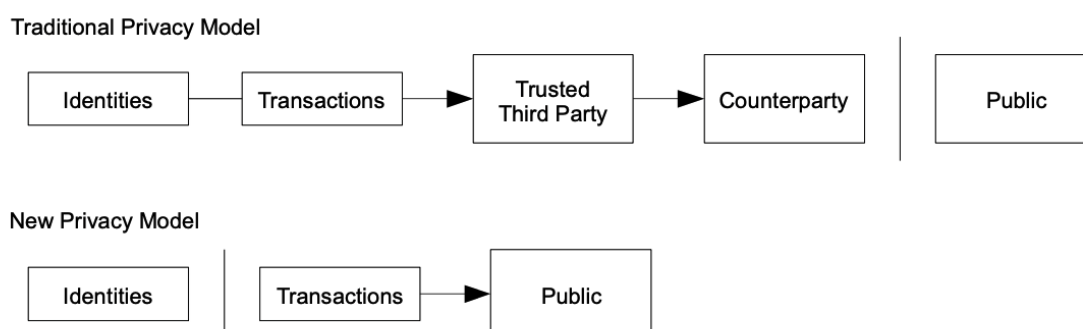 Traditional Privacy Model
Identities
Transactions
Trusted
Third Party
Counterparty
Public
New Privacy Model
Identities
Transactions
Public